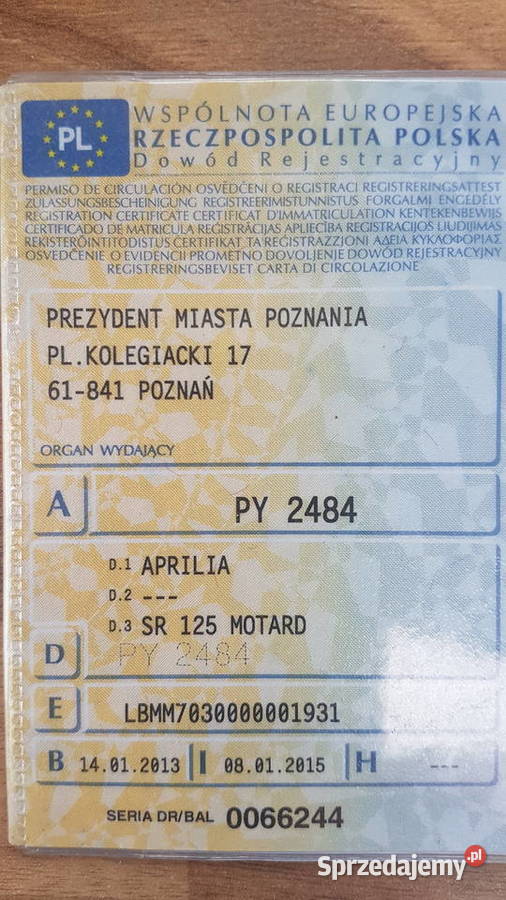 PL
WSPÓLNOTA EUROPEJSKA
RZECZPOSPOLITA POLSKA
Dowód Rejestracyjny
PERMISO DE CIRCULACIÓN OSVĚDČENI O REGISTRACI REGISTRERINGSATTEST
ZULASSUNGSBESCHEINIGUNG REGISTREERIMISTUNNISTUS FORGALMI ENGEDÉLY
REGISTRATION CERTIFICATE CERTIFICAT D'IMMATRICULATION KENTEKENBEWIJS
CERTIFICADO DE MATRICULA REĢISTRĀCIJAS APLIECĪBA REGISTRACIJOS LIUDIJIMAS
REKISTERÖINTITODISTUS CERTIFIKAT TA REĠISTRAZZJONI ΑΔΕΙΑ ΚΥΚΛΟΦΟΡΙΑΣ
OSVEDČENIE O EVIDENCII PROMETNO DOVOLJENJE DOWÓD REJESTRACYJNY
REGISTRERINGSBEVISET CARTA DI CIRCOLAZIONE
PREZYDENT MIASTA POZNANIA
PL.KOLEGIACKI 17
61-841 POZNAŃ
ORGAN WYDAJĄCY
A PY 2484
D.1 APRILIA
D.2 ---
D.3 SR 125 MOTARD
D PY 2484
E LBMM7030000001931
B 14.01.2013 I 08.01.2015 H ---
SERIA DR/BAL 0066244
Sprzedajemy.pl